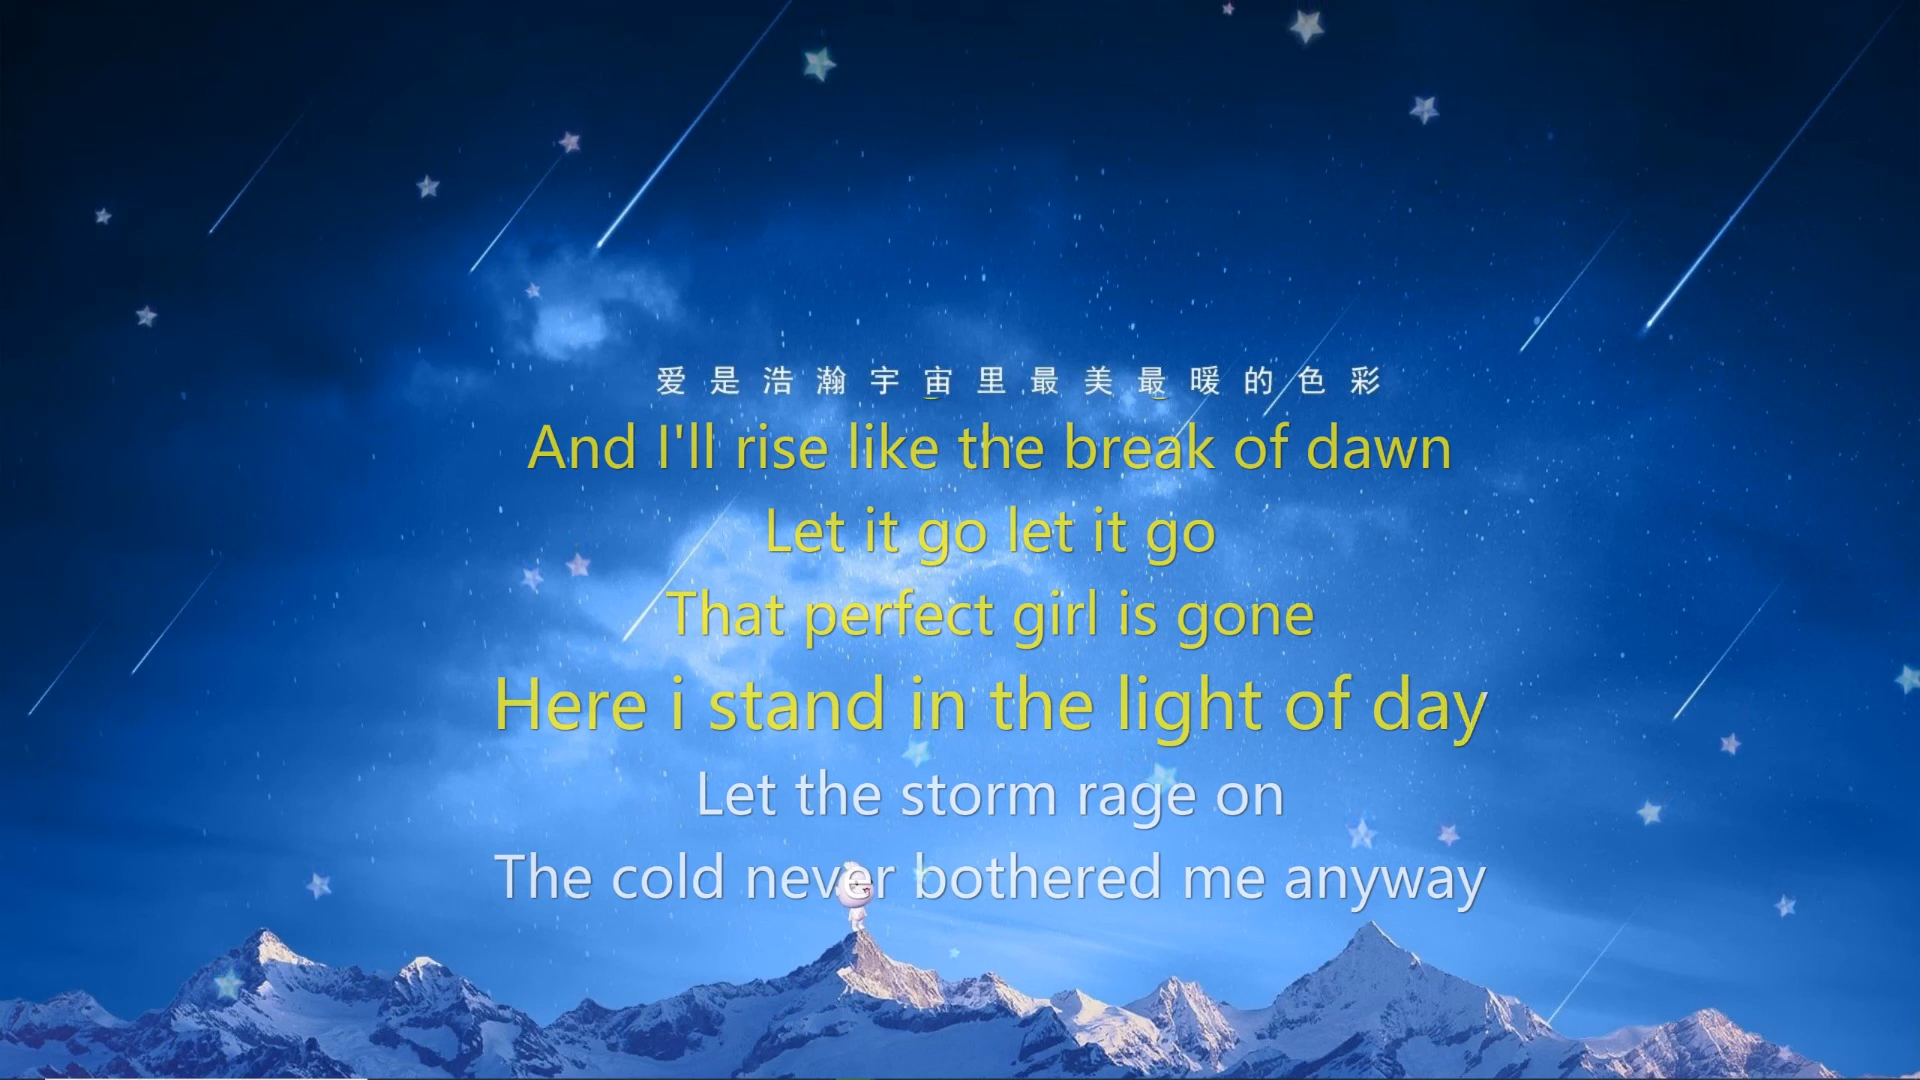 爱是浩瀚宇宙里最美最暖的色彩
And I'll rise like the break of dawn
Let it go let it go
That perfect girl is gone
Here i stand in the light of day
Let the storm rage on
The cold never bothered me anyway